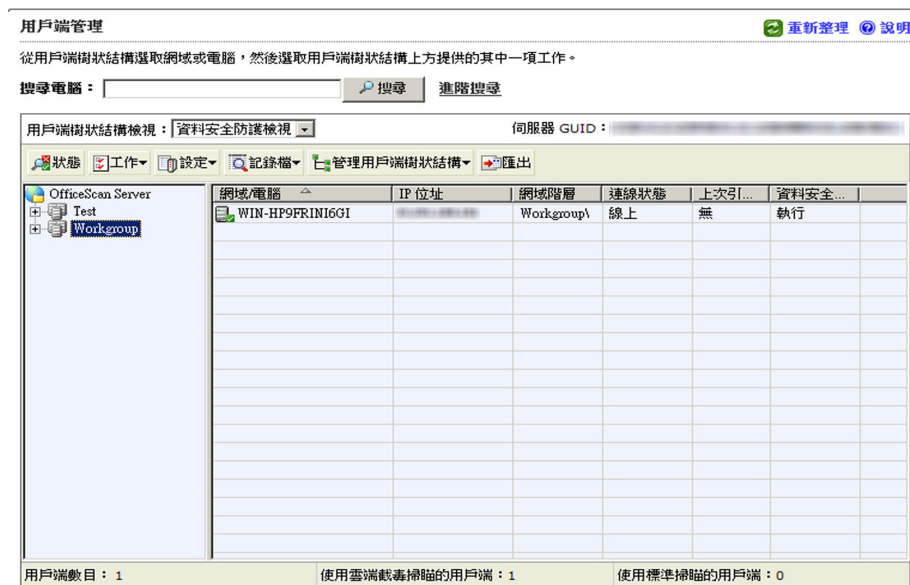 用戶端管理
重新整理 說明
從用戶端樹狀結構選取網域或電腦，然後選取用戶端樹狀結構上方提供的其中一項工作。
搜尋電腦： 搜尋 進階搜尋
用戶端樹狀結構檢視： 資料安全防護檢視 伺服器 GUID：
狀態 工作 設定 記錄檔 管理用戶端樹狀結構 匯出
OfficeScan Server
Test
Workgroup
網域/電腦 IP 位址 網域階層 連線狀態 上次引... 資料安全...
WIN-HP9FRINI6GI Workgroup\ 線上 無 執行
用戶端數目：1 使用雲端截毒掃瞄的用戶端：1 使用標準掃瞄的用戶端：0